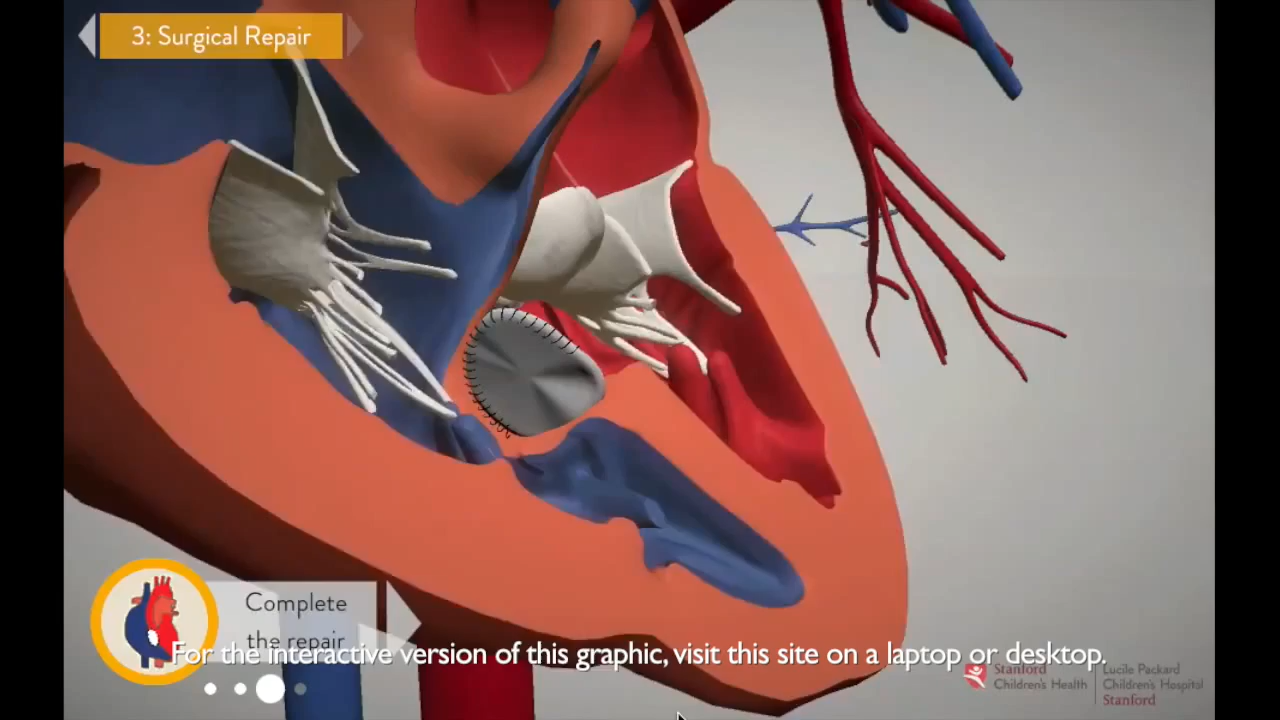 3: Surgical Repair
Complete
the repair
For the interactive version of this graphic, visit this site on a laptop or desktop.
Stanford
Children's Health
Lucile Packard
Children's Hospital
Stanford